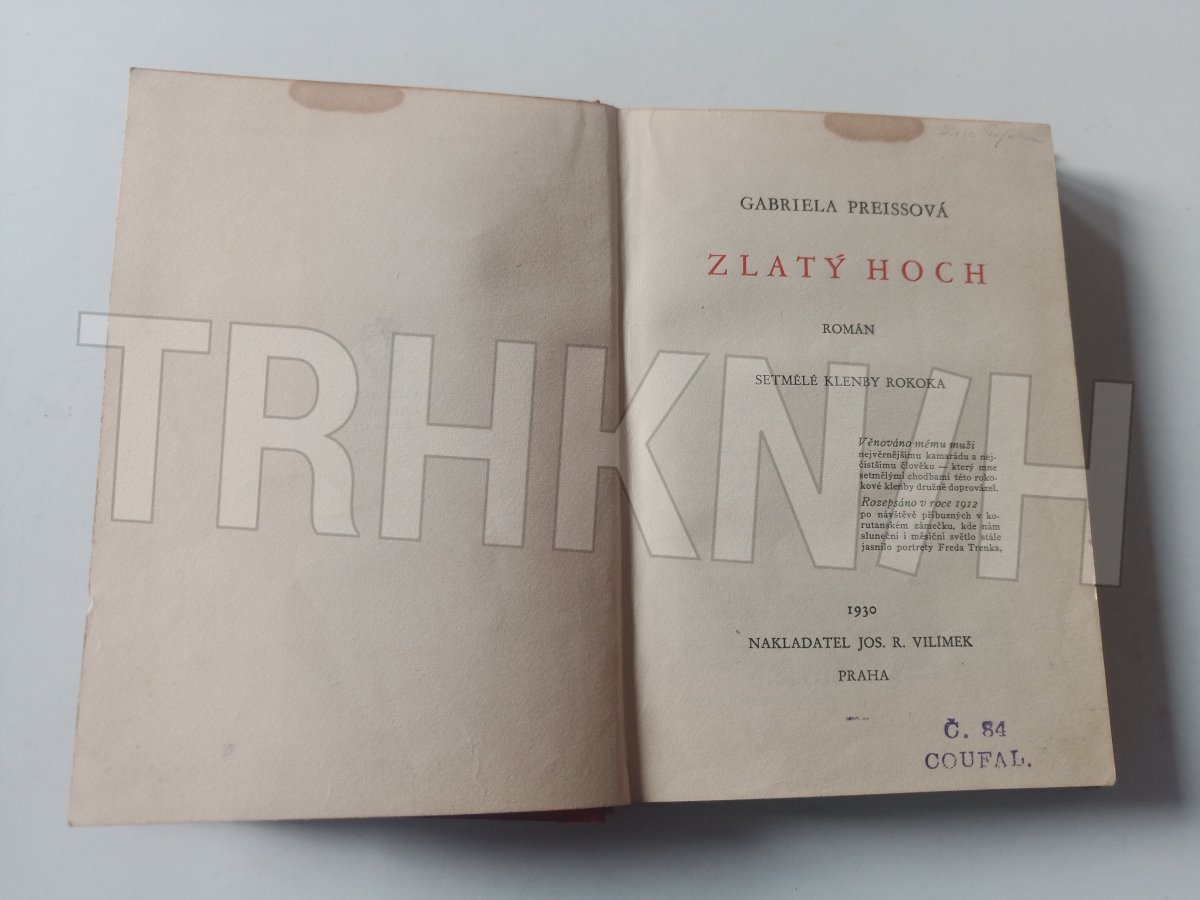 GABRIELA PREISSOVÁ
ZLATÝ HOCH
ROMÁN
SETMĚLÉ KLENBY ROKOKA
Věnováno mému muži
nejvěrnějšímu kamarádu a nej-
čistšímu člověku — který mne
setmělými chodbami této roko-
kové klenby družně doprovázel.
Rozepsáno v roce 1912
po návštěvě příbuzných v ko-
rutanském zámečku, kde nám
sluneční i měsíční světlo stále
jasnilo portrety Freda Trenka,
1930
NAKLADATEL JOS. R. VILÍMEK
PRAHA
Č. 84
COUFAL.
TRHKNIH